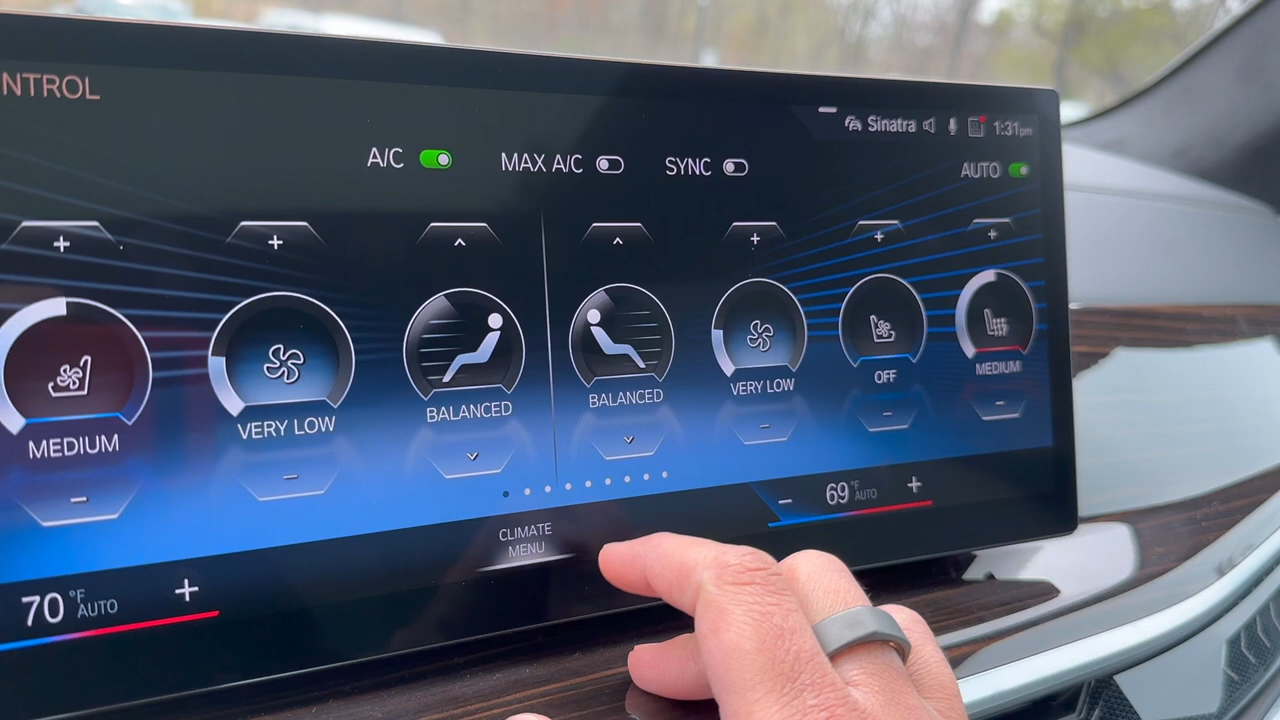 NTROL
Sinatra 1:31pm
A/C MAX A/C SYNC AUTO
MEDIUM VERY LOW BALANCED BALANCED VERY LOW OFF MEDIUM
CLIMATE
MENU
70 °F AUTO
69 °F AUTO